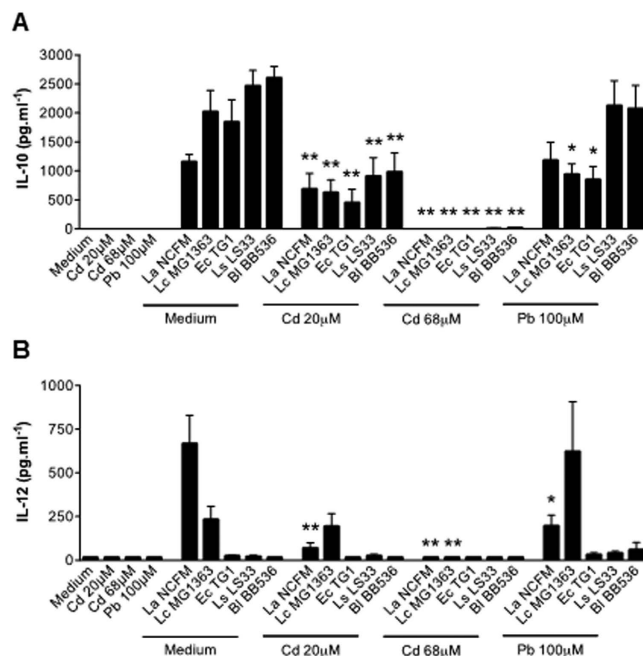 A
IL-10 (pg.ml-1)
3000
2500
2000
1500
1000
500
0
** ** ** ** **
** ** ** ** **
* *
Medium
Cd 20µM
Cd 68µM
Pb 100µM
La NCFM
Lc MG1363
Ec TG1
Ls LS33
Bl BB536
La NCFM
Lc MG1363
Ec TG1
Ls LS33
Bl BB536
La NCFM
Lc MG1363
Ec TG1
Ls LS33
Bl BB536
La NCFM
Lc MG1363
Ec TG1
Ls LS33
Bl BB536
Medium Cd 20µM Cd 68µM Pb 100µM
B
IL-12 (pg.ml-1)
1000
750
500
250
0
**
** **
*
Medium
Cd 20µM
Cd 68µM
Pb 100µM
La NCFM
Lc MG1363
Ec TG1
Ls LS33
Bl BB536
La NCFM
Lc MG1363
Ec TG1
Ls LS33
Bl BB536
La NCFM
Lc MG1363
Ec TG1
Ls LS33
Bl BB536
La NCFM
Lc MG1363
Ec TG1
Ls LS33
Bl BB536
Medium Cd 20µM Cd 68µM Pb 100µM